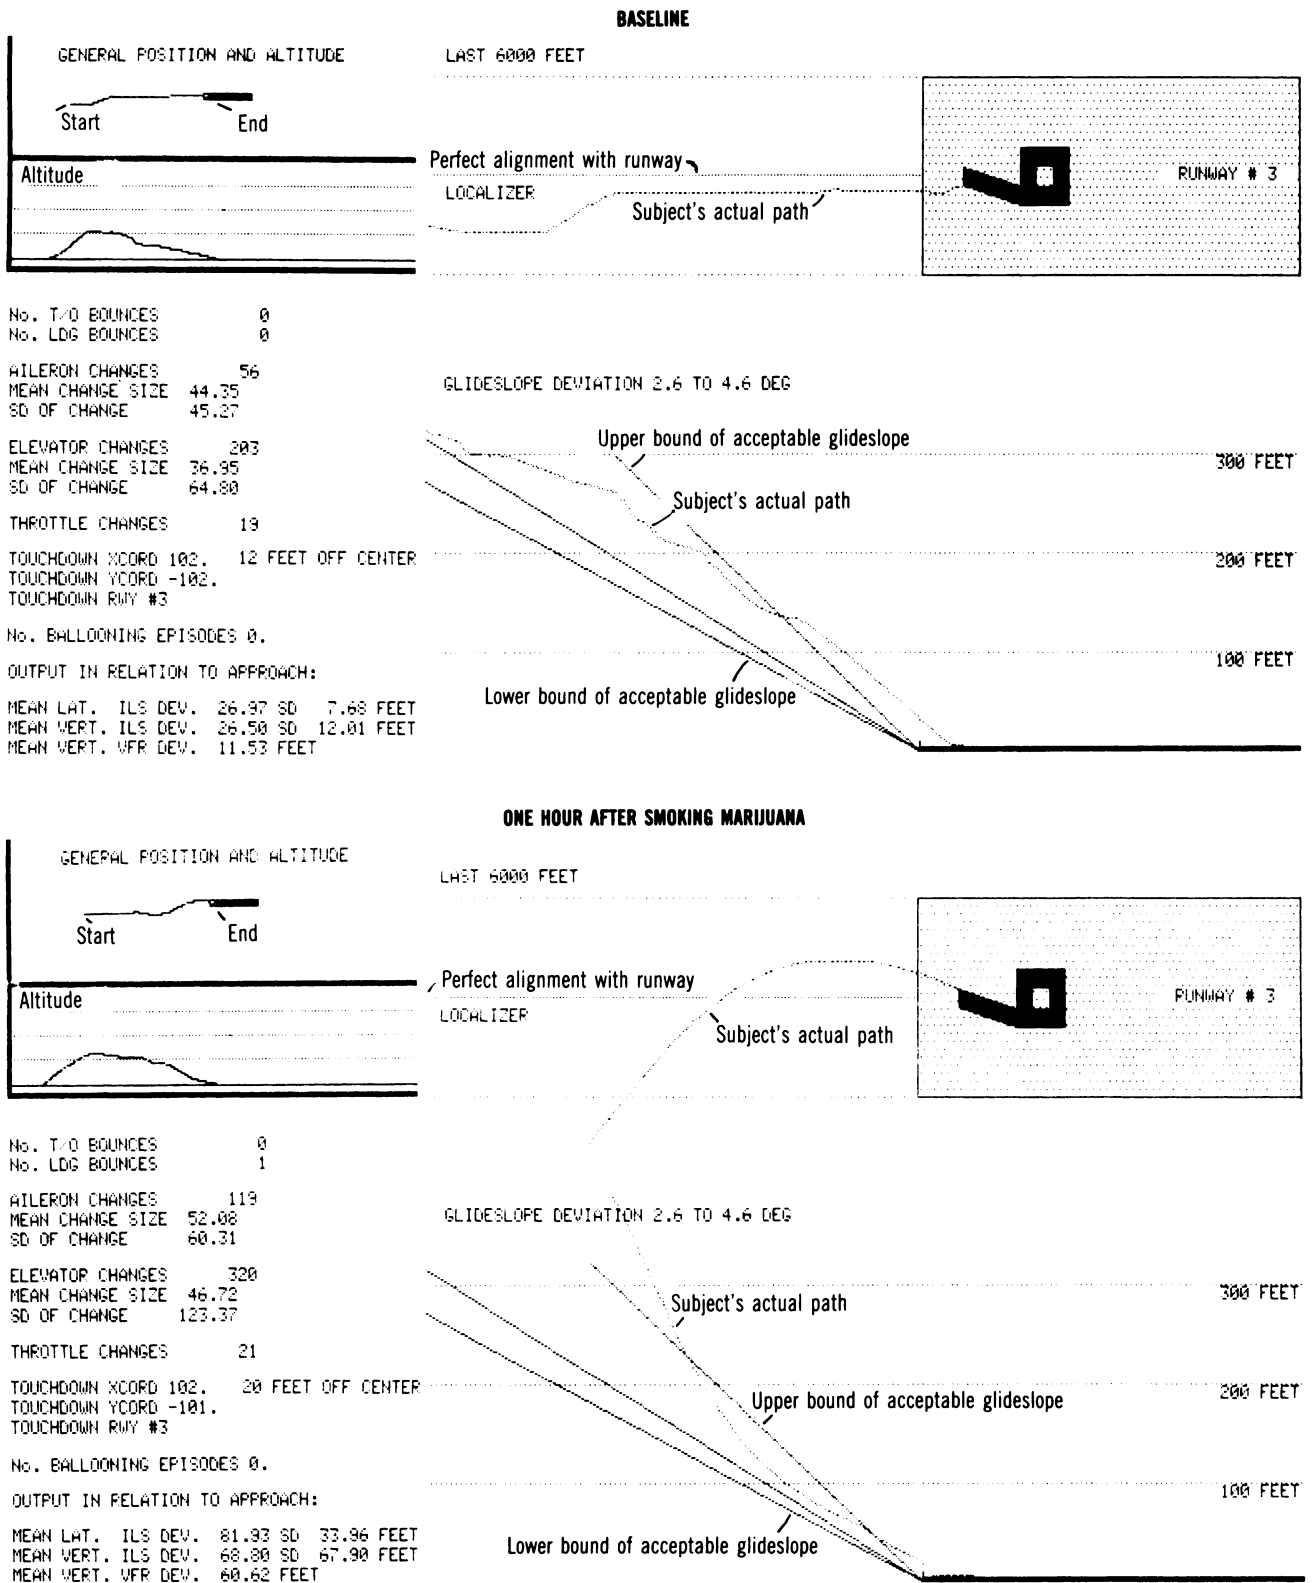 BASELINE
GENERAL POSITION AND ALTITUDE
LAST 6000 FEET
Start
End
Perfect alignment with runway
Altitude
LOCALIZER
Subject's actual path
RUNWAY # 3
No. T/O BOUNCES 0
No. LDG BOUNCES 0
AILERON CHANGES 56
MEAN CHANGE SIZE 44.35
SD OF CHANGE 45.27
GLIDESLOPE DEVIATION 2.6 TO 4.6 DEG
ELEVATOR CHANGES 203
MEAN CHANGE SIZE 36.95
SD OF CHANGE 64.80
Upper bound of acceptable glideslope
300 FEET
Subject's actual path
THROTTLE CHANGES 19
TOUCHDOWN XCORD 102. 12 FEET OFF CENTER
TOUCHDOWN YCORD -102.
TOUCHDOWN RWY #3
200 FEET
No. BALLOONING EPISODES 0.
OUTPUT IN RELATION TO APPROACH:
100 FEET
Lower bound of acceptable glideslope
MEAN LAT. ILS DEV. 26.97 SD 7.68 FEET
MEAN VERT. ILS DEV. 26.50 SD 12.01 FEET
MEAN VERT. VFR DEV. 11.53 FEET
ONE HOUR AFTER SMOKING MARIJUANA
GENERAL POSITION AND ALTITUDE
LAST 6000 FEET
Start
End
Perfect alignment with runway
Altitude
LOCALIZER
Subject's actual path
RUNWAY # 3
No. T/O BOUNCES 0
No. LDG BOUNCES 1
AILERON CHANGES 119
MEAN CHANGE SIZE 52.08
SD OF CHANGE 60.31
GLIDESLOPE DEVIATION 2.6 TO 4.6 DEG
ELEVATOR CHANGES 320
MEAN CHANGE SIZE 46.72
SD OF CHANGE 123.37
300 FEET
Subject's actual path
THROTTLE CHANGES 21
TOUCHDOWN XCORD 102. 20 FEET OFF CENTER
TOUCHDOWN YCORD -101.
TOUCHDOWN RWY #3
200 FEET
Upper bound of acceptable glideslope
No. BALLOONING EPISODES 0.
OUTPUT IN RELATION TO APPROACH:
100 FEET
Lower bound of acceptable glideslope
MEAN LAT. ILS DEV. 81.93 SD 33.96 FEET
MEAN VERT. ILS DEV. 68.80 SD 67.90 FEET
MEAN VERT. VFR DEV. 60.62 FEET